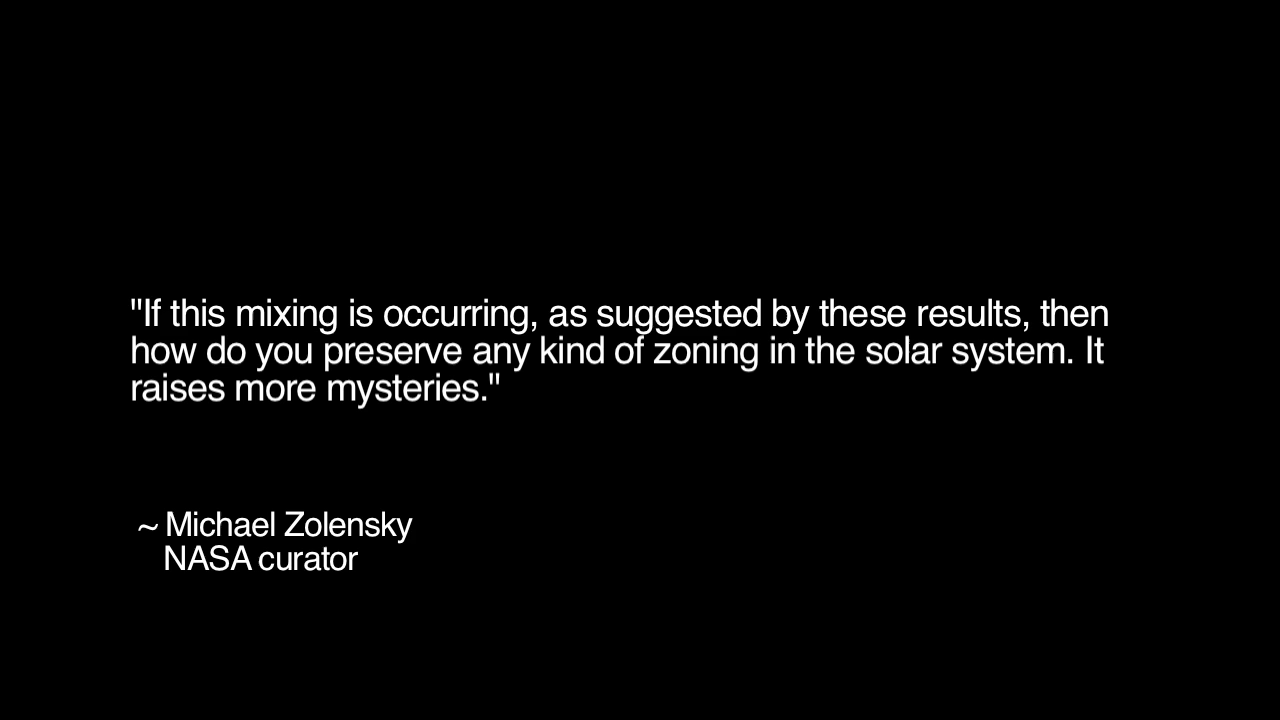 "If this mixing is occurring, as suggested by these results, then
how do you preserve any kind of zoning in the solar system. It
raises more mysteries."
~ Michael Zolensky
NASA curator